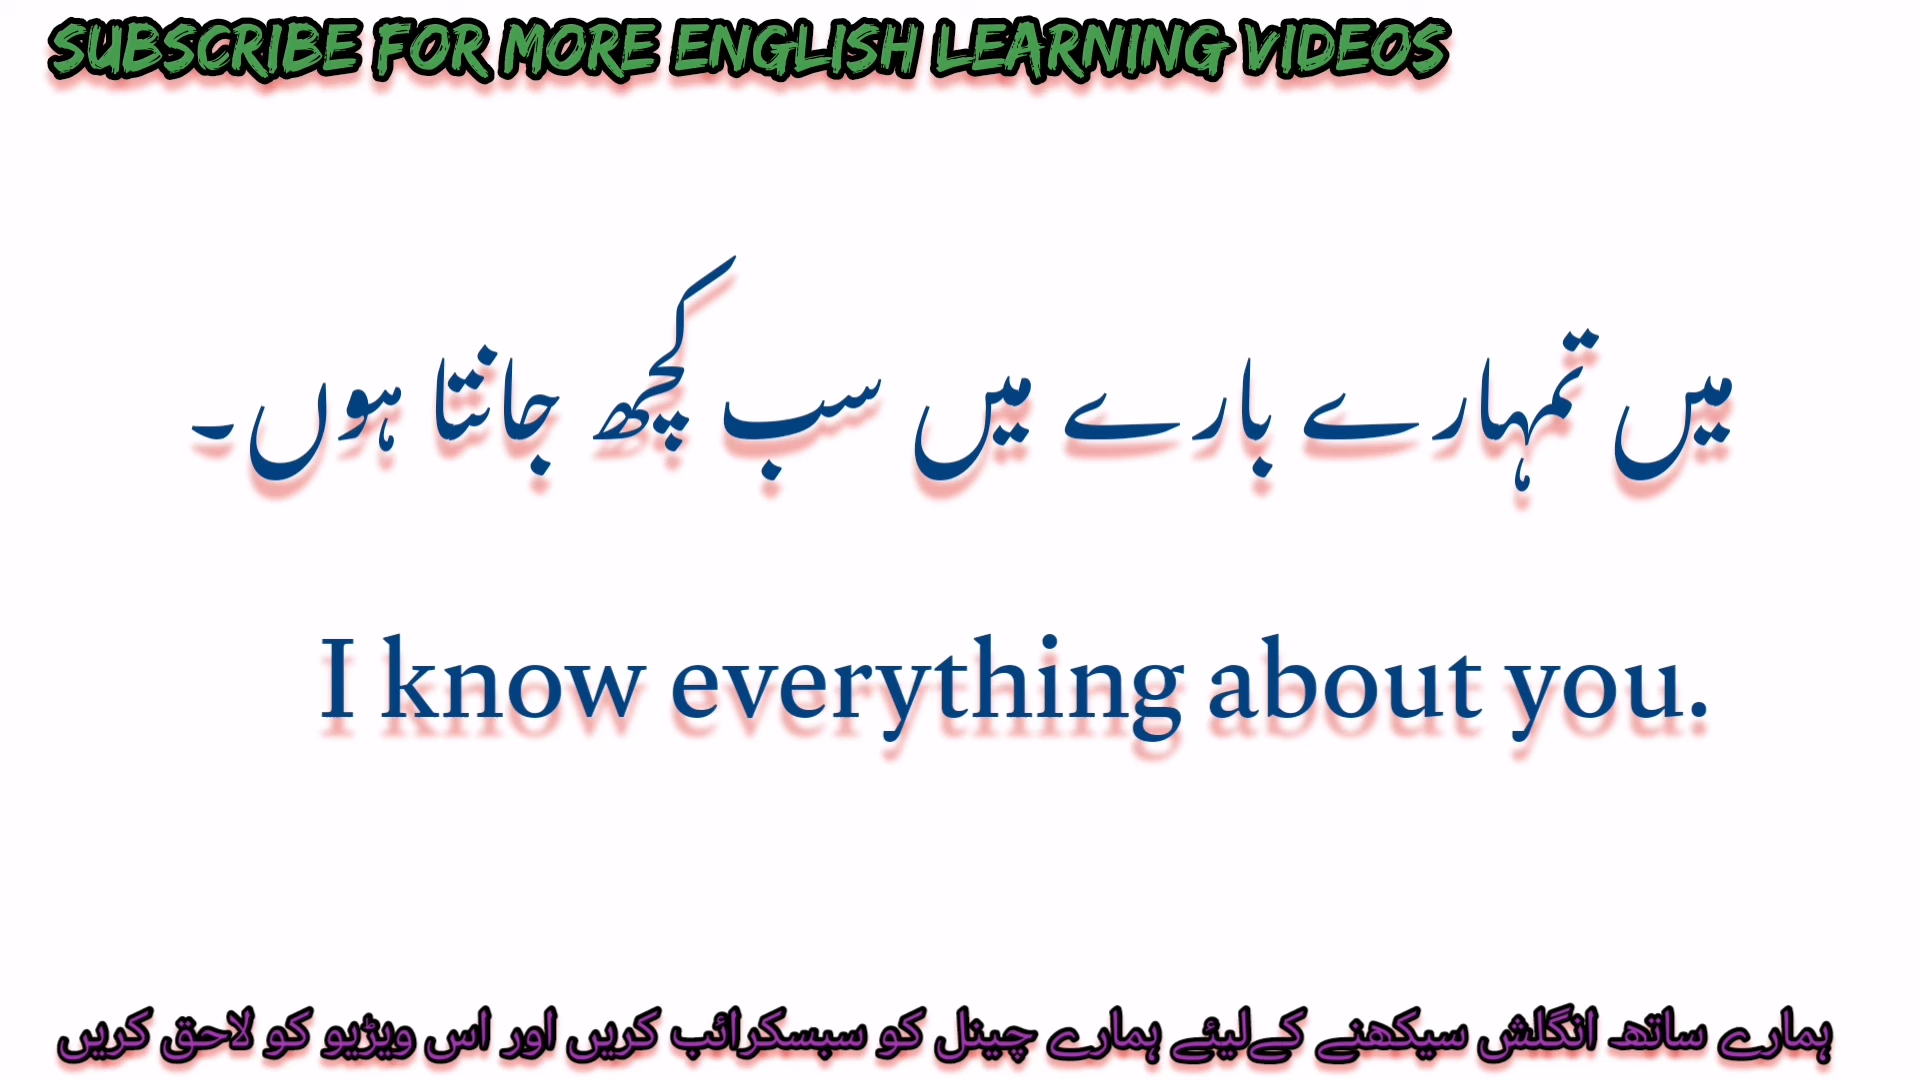 SUBSCRIBE FOR MORE ENGLISH LEARNING VIDEOS
میں تمہارے بارے میں سب کچھ جانتا ہوں۔
I know everything about you.
ہمارے ساتھ انگلش سیکھنے کےلیئے ہمارے چینل کو سبسکرائب کریں اور اس ویڑیو کو لاحق کریں